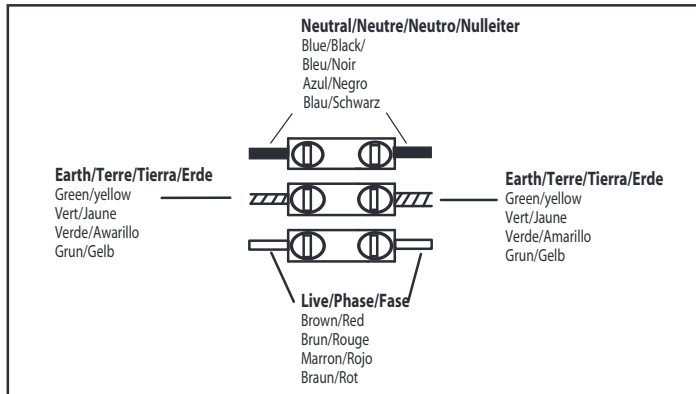 Neutral/Neutre/Neutro/Nulleiter
Blue/Black/
Bleu/Noir
Azul/Negro
Blau/Schwarz
Earth/Terre/Tierra/Erde
Green/yellow
Vert/Jaune
Verde/Awarillo
Grun/Gelb
Earth/Terre/Tierra/Erde
Green/yellow
Vert/Jaune
Verde/Amarillo
Grun/Gelb
Live/Phase/Fase
Brown/Red
Brun/Rouge
Marron/Rojo
Braun/Rot